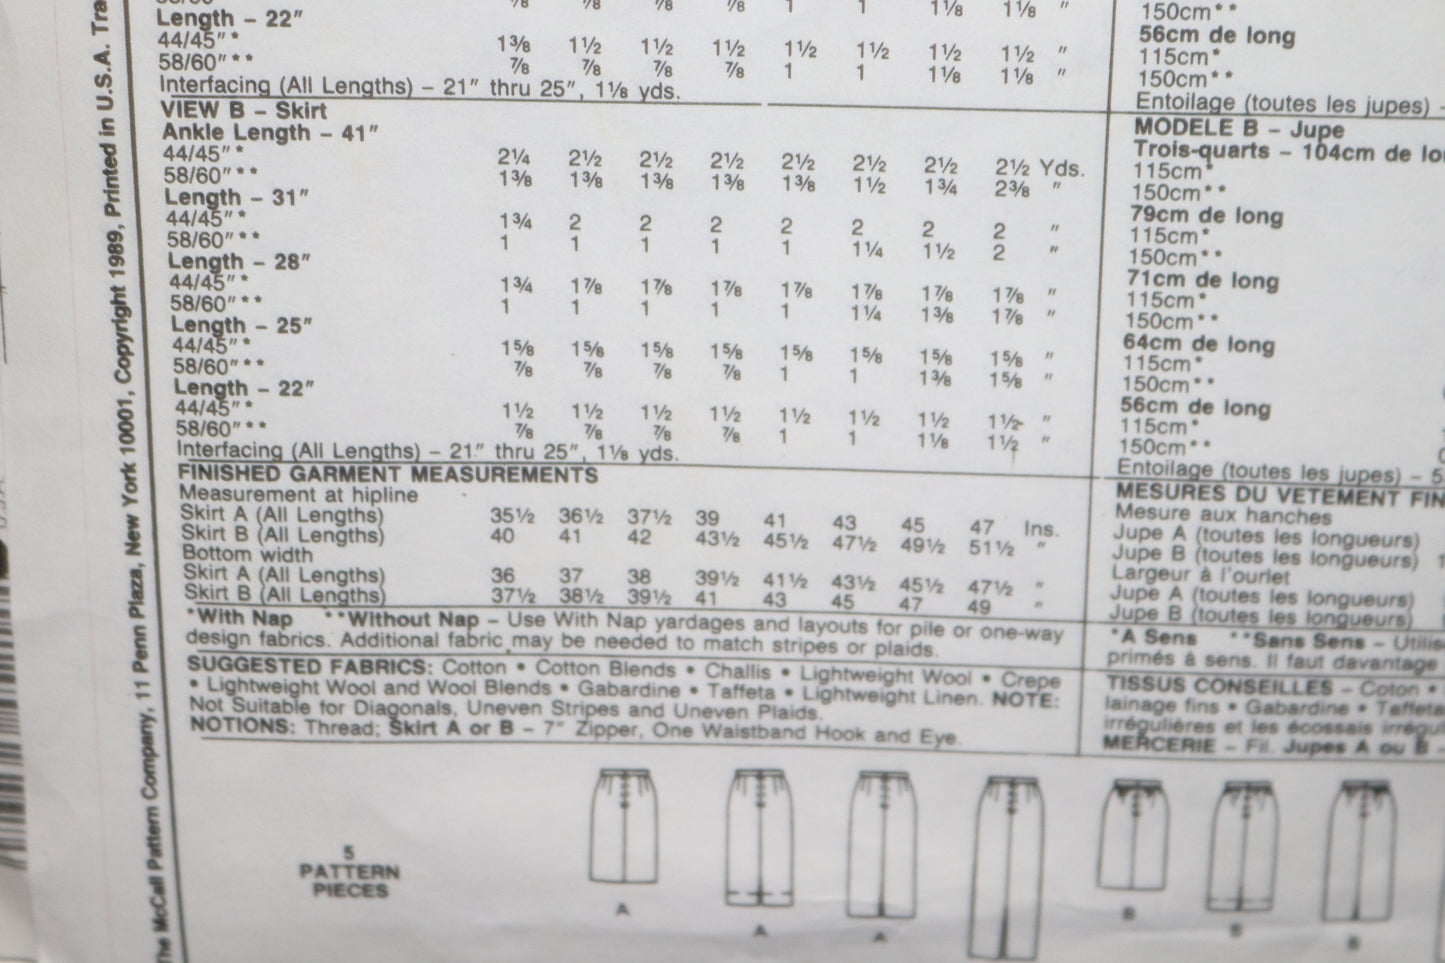 Length – 22″
44/45″* 1⅜ 1½ 1½ 1½ 1½ 1½ 1½ 1½ ″
58/60″** ⅞ ⅞ ⅞ ⅞ 1 1 1⅛ 1⅛ ″
Interfacing (All Lengths) – 21″ thru 25″, 1⅛ yds.
VIEW B – Skirt
Ankle Length – 41″
44/45″* 2¼ 2½ 2½ 2½ 2½ 2½ 2½ 2½ Yds.
58/60″** 1⅜ 1⅜ 1⅜ 1⅜ 1⅜ 1½ 1¾ 2⅜ ″
Length – 31″
44/45″* 1¾ 2 2 2 2 2 2 2 ″
58/60″** 1 1 1 1 1 1¼ 1½ 2 ″
Length – 28″
44/45″* 1¾ 1⅞ 1⅞ 1⅞ 1⅞ 1⅞ 1⅞ 1⅞ ″
58/60″** 1 1 1 1 1 1¼ 1⅜ 1⅞ ″
Length – 25″
44/45″* 1⅝ 1⅝ 1⅝ 1⅝ 1⅝ 1⅝ 1⅝ 1⅝ ″
58/60″** ⅞ ⅞ ⅞ ⅞ 1 1 1⅜ 1⅝ ″
Length – 22″
44/45″* 1½ 1½ 1½ 1½ 1½ 1½ 1½ 1½ ″
58/60″** ⅞ ⅞ ⅞ ⅞ 1 1 1⅛ 1½ ″
Interfacing (All Lengths) – 21″ thru 25″, 1⅛ yds.
FINISHED GARMENT MEASUREMENTS
Measurement at hipline
Skirt A (All Lengths) 35½ 36½ 37½ 39 41 43 45 47 Ins.
Skirt B (All Lengths) 40 41 42 43½ 45½ 47½ 49½ 51½ ″
Bottom width
Skirt A (All Lengths) 36 37 38 39½ 41½ 43½ 45½ 47½ ″
Skirt B (All Lengths) 37½ 38½ 39½ 41 43 45 47 49 ″
*With Nap **Without Nap – Use With Nap yardages and layouts for pile or one-way
design fabrics. Additional fabric may be needed to match stripes or plaids.
SUGGESTED FABRICS: Cotton • Cotton Blends • Challis • Lightweight Wool • Crepe
• Lightweight Wool and Wool Blends • Gabardine • Taffeta • Lightweight Linen. NOTE:
Not Suitable for Diagonals, Uneven Stripes and Uneven Plaids.
NOTIONS: Thread; Skirt A or B – 7″ Zipper, One Waistband Hook and Eye.
150cm**
56cm de long
115cm*
150cm**
Entoilage (toutes les jupes) –
MODELE B – Jupe
Trois-quarts – 104cm de
115cm*
150cm**
79cm de long
115cm*
150cm**
71cm de long
115cm*
150cm**
64cm de long
115cm*
150cm**
56cm de long
115cm*
150cm**
Entoilage (toutes les jupes) – 5
MESURES DU VETEMENT FIN
Mesure aux hanches
Jupe A (toutes les longueurs)
Jupe B (toutes les longueurs)
Largeur à l'ourlet
Jupe A (toutes les longueurs)
Jupe B (toutes les longueurs)
*A Sens **Sans Sens – Utilis
primés à sens. Il faut davantage
TISSUS CONSEILLES – Coton •
lainage fins • Gabardine • Taffeta
irrégulières et les écossais irrégu
MERCERIE – Fil. Jupes A ou B –
5
PATTERN
PIECES
A
A
A
B
B
B
The McCall Pattern Company, 11 Penn Plaza, New York 10001, Copyright 1989, Printed in U.S.A.